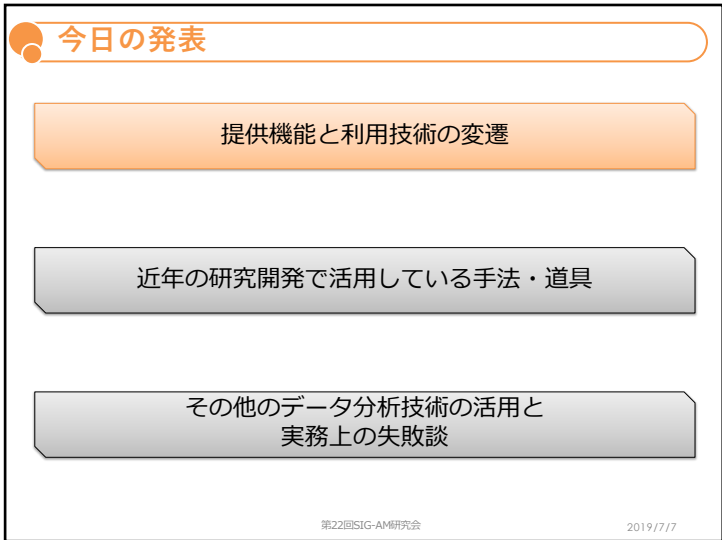 今日の発表
提供機能と利用技術の変遷
近年の研究開発で活用している手法・道具
その他のデータ分析技術の活用と
実務上の失敗談
第22回SIG-AM研究会
2019/7/7